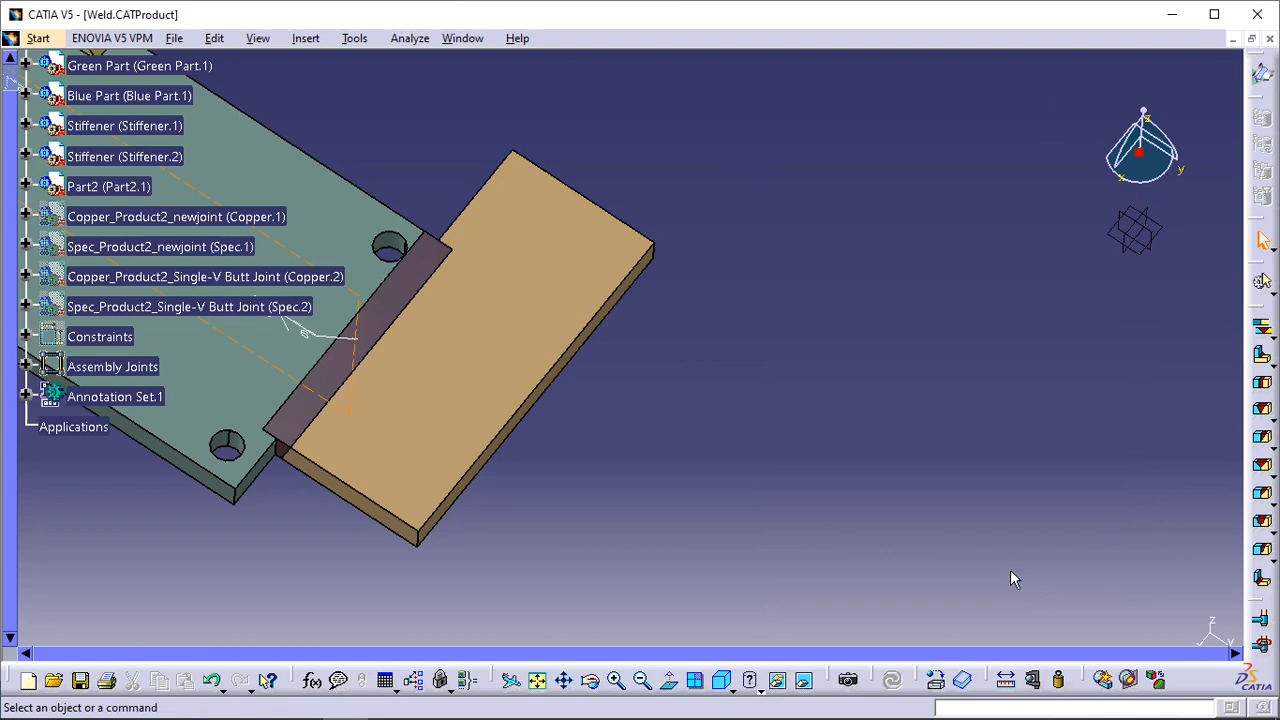 CATIA V5 - [Weld.CATProduct]
Start ENOVIA V5 VPM File Edit View Insert Tools Analyze Window Help
Green Part (Green Part.1)
Blue Part (Blue Part.1)
Stiffener (Stiffener.1)
Stiffener (Stiffener.2)
Part2 (Part2.1)
Copper_Product2_newjoint (Copper.1)
Spec_Product2_newjoint (Spec.1)
Copper_Product2_Single-V Butt Joint (Copper.2)
Spec_Product2_Single-V Butt Joint (Spec.2)
Constraints
Assembly Joints
Annotation Set.1
Applications
z
y
x
z
y
f(x)
CATIA
Select an object or a command